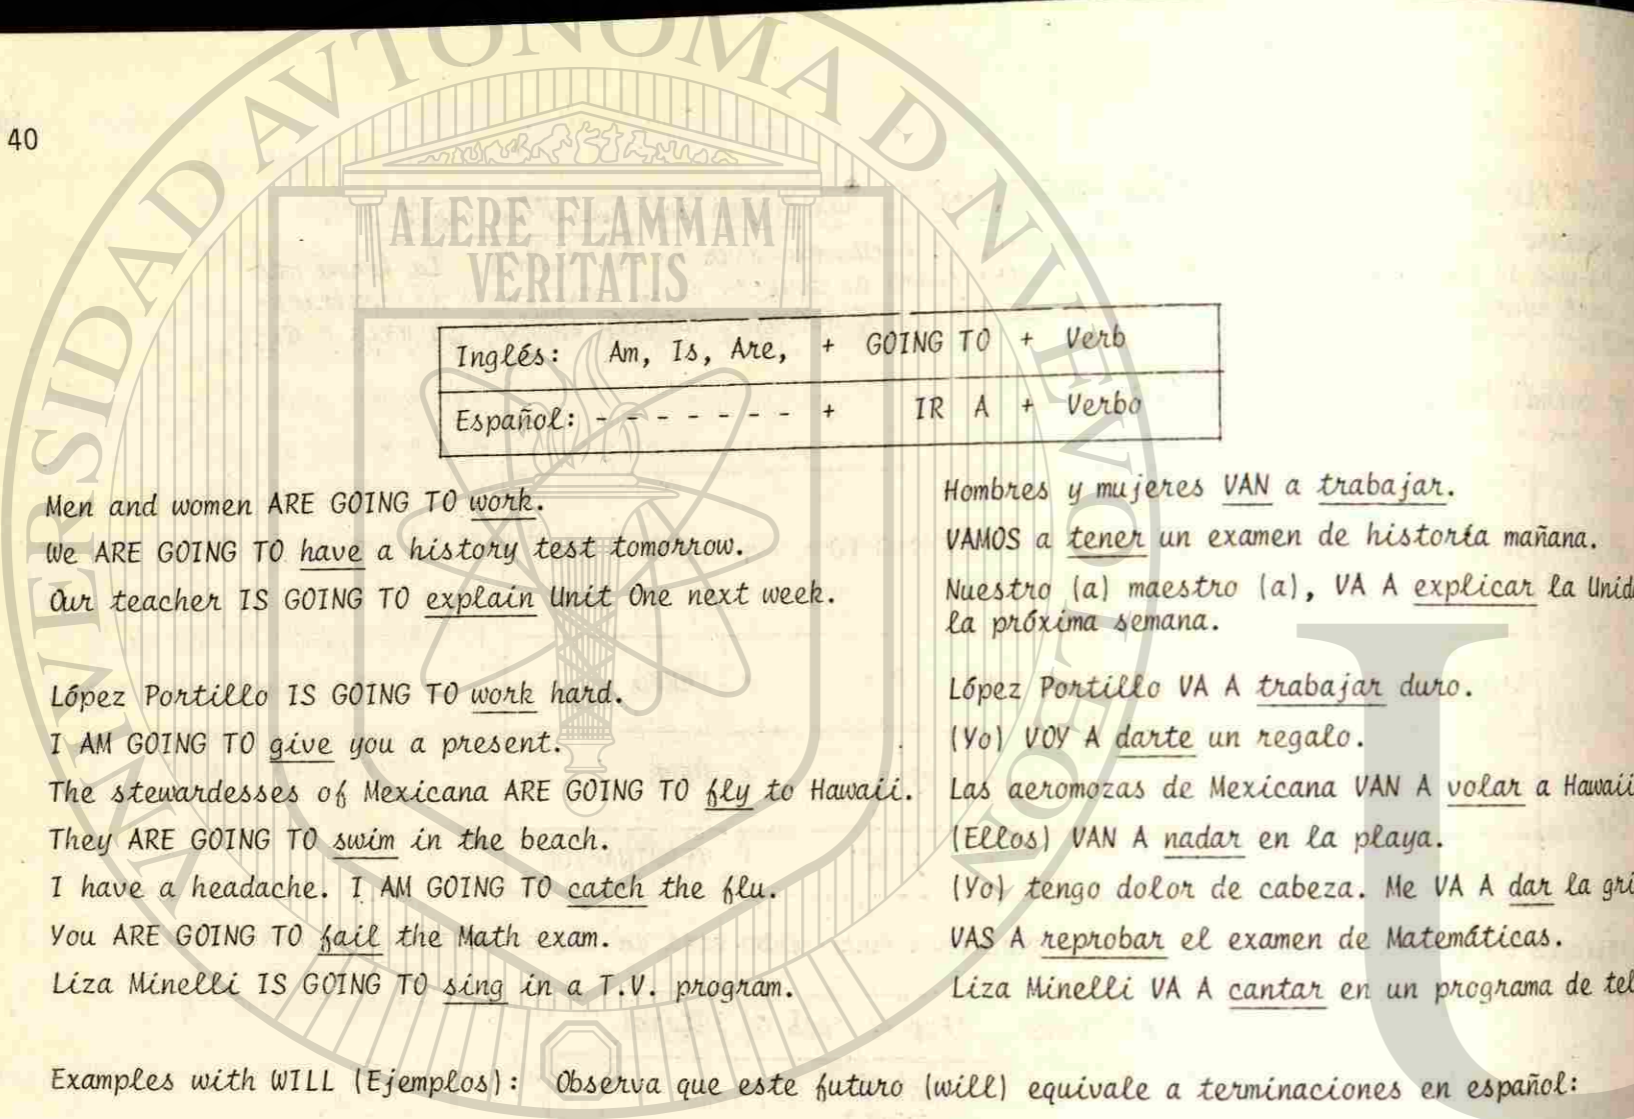 40
UNIVERSIDAD AVTONOMA DE NVEVO LEON
ALERE FLAMMAM
VERITATIS
Inglés: Am, Is, Are, + GOING TO + Verb
Español: - - - - - - - + IR A + Verbo
Men and women ARE GOING TO work. Hombres y mujeres VAN a trabajar.
We ARE GOING TO have a history test tomorrow. VAMOS a tener un examen de historía mañana.
Our teacher IS GOING TO explain Unit One next week. Nuestro (a) maestro (a), VA A explicar la Unid
la próxima semana.
López Portillo IS GOING TO work hard. López Portillo VA A trabajar duro.
I AM GOING TO give you a present. (Yo) VOY A darte un regalo.
The stewardesses of Mexicana ARE GOING TO fly to Hawaii. Las aeromozas de Mexicana VAN A volar a Hawaii
They ARE GOING TO swim in the beach. (Ellos) VAN A nadar en la playa.
I have a headache. I AM GOING TO catch the flu. (Yo) tengo dolor de cabeza. Me VA A dar la gri
You ARE GOING TO fail the Math exam. VAS A reprobar el examen de Matemáticas.
Liza Minelli IS GOING TO sing in a T.V. program. Liza Minelli VA A cantar en un programa de tel
Examples with WILL (Ejemplos): Observa que este futuro (will) equivale a terminaciones en español: